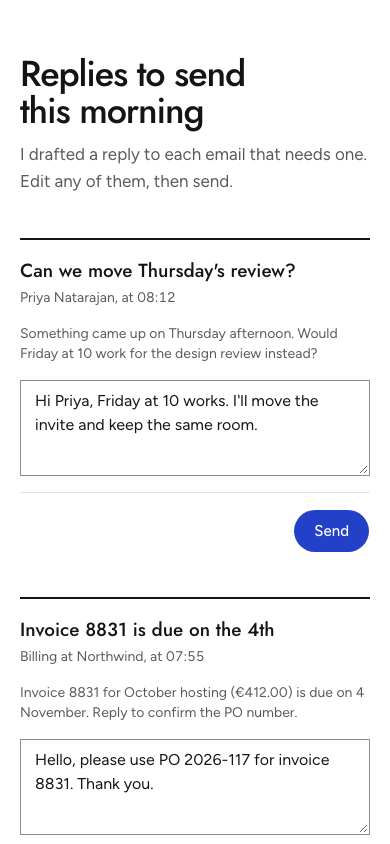 Replies to send
this morning
I drafted a reply to each email that needs one.
Edit any of them, then send.
Can we move Thursday's review?
Priya Natarajan, at 08:12
Something came up on Thursday afternoon. Would
Friday at 10 work for the design review instead?
Hi Priya, Friday at 10 works. I'll move the
invite and keep the same room.
Send
Invoice 8831 is due on the 4th
Billing at Northwind, at 07:55
Invoice 8831 for October hosting (€412.00) is due on 4
November. Reply to confirm the PO number.
Hello, please use PO 2026-117 for invoice
8831. Thank you.